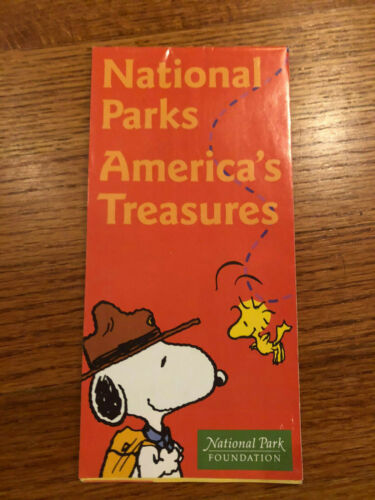 National
Parks
America's
Treasures
National Park
FOUNDATION